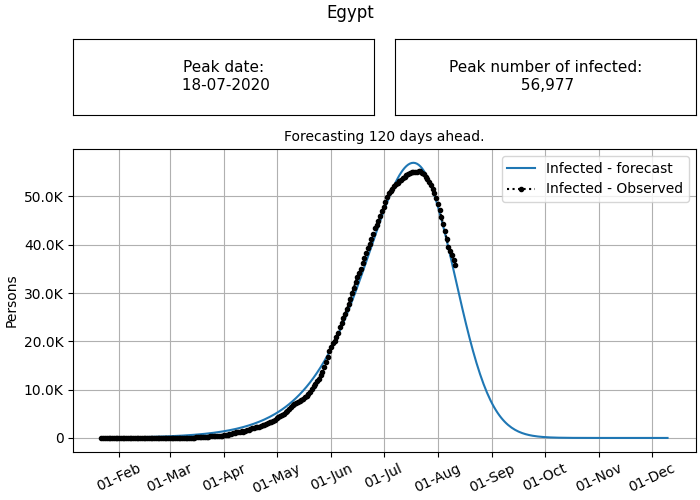 Egypt
Peak date:
18-07-2020
Peak number of infected:
56,977
Forecasting 120 days ahead.
Infected - forecast
Infected - Observed
Persons
50.0K
40.0K
30.0K
20.0K
10.0K
0
01-Feb
01-Mar
01-Apr
01-May
01-Jun
01-Jul
01-Aug
01-Sep
01-Oct
01-Nov
01-Dec